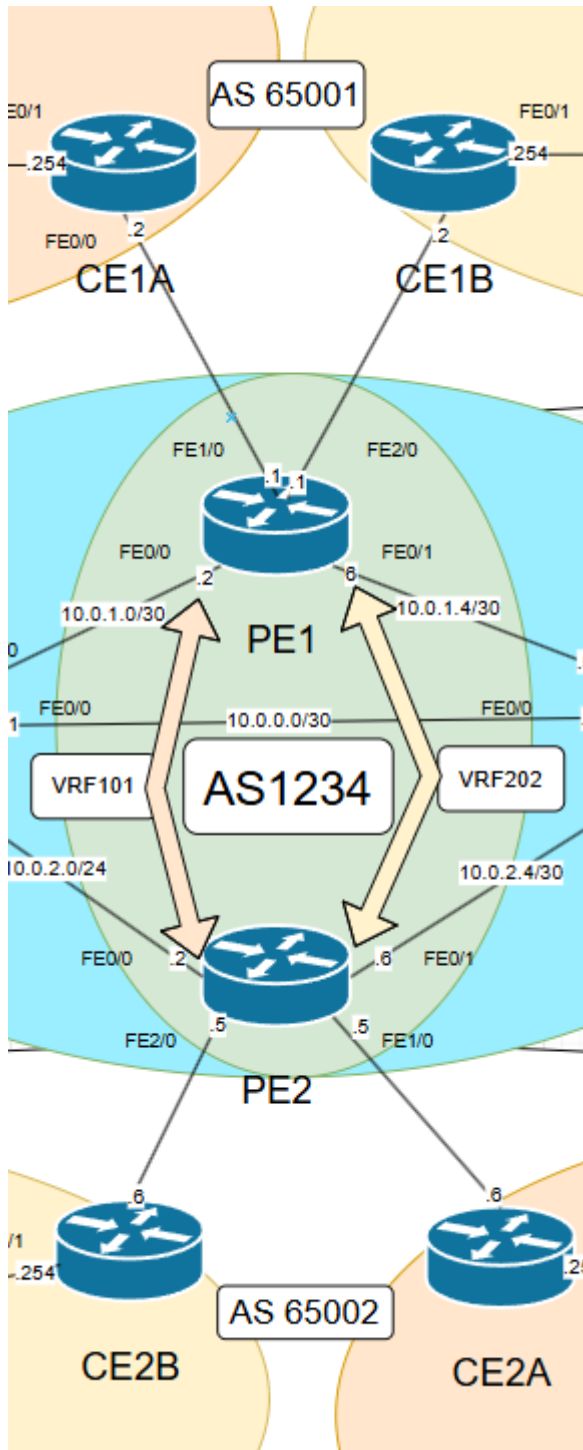 AS 65001
E0/1
FE0/1
.254
.254
.2
.2
FE0/0
CE1A
CE1B
FE1/0
FE2/0
.1
.1
FE0/0
FE0/1
.2
6
10.0.1.0/30
10.0.1.4/30
PE1
0
FE0/0
FE0/0
1
10.0.0.0/30
VRF101
AS1234
VRF202
10.0.2.0/24
10.0.2.4/30
FE0/0
.2
.6
FE0/1
.5
.5
FE2/0
FE1/0
PE2
.6
.6
/1
.254
.25
AS 65002
CE2B
CE2A